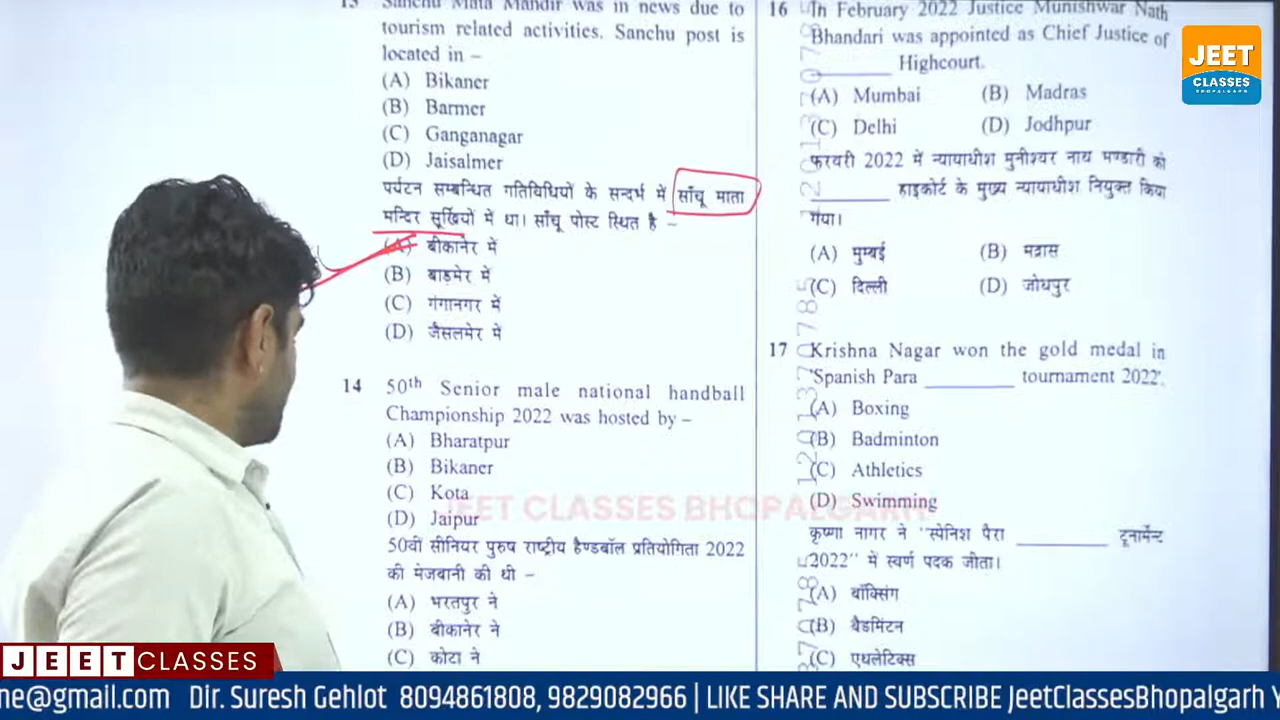 Sanchu Mata Mandir was in news due to
tourism related activities. Sanchu post is
located in –
(A) Bikaner
(B) Barmer
(C) Ganganagar
(D) Jaisalmer
पर्यटन सम्बन्धित गतिविधियों के सन्दर्भ में साँचू माता
मन्दिर सूर्खियों में था। साँचू पोस्ट स्थित है –
(A) बीकानेर में
(B) बाड़मेर में
(C) गंगानगर में
(D) जैसलमेर में
14 50th Senior male national handball
Championship 2022 was hosted by –
(A) Bharatpur
(B) Bikaner
(C) Kota
(D) Jaipur
50वीं सीनियर पुरुष राष्ट्रीय हैण्डबॉल प्रतियोगिता 2022
की मेजबानी की थी –
(A) भरतपुर ने
(B) बीकानेर ने
(C) कोटा ने
16 In February 2022 Justice Munishwar Nath
Bhandari was appointed as Chief Justice of
________ Highcourt.
(A) Mumbai (B) Madras
(C) Delhi (D) Jodhpur
फरवरी 2022 में न्यायाधीश मुनीश्वर नाथ भण्डारी को
________ हाइकोर्ट के मुख्य न्यायाधीश नियुक्त किया
गया।
(A) मुम्बई (B) मद्रास
(C) दिल्ली (D) जोधपुर
17 Krishna Nagar won the gold medal in
'Spanish Para ________ tournament 2022'.
(A) Boxing
(B) Badminton
(C) Athletics
(D) Swimming
कृष्णा नागर ने "स्पेनिश पैरा ________ टूनार्मेन्ट
2022" में स्वर्ण पदक जीता।
(A) बॉक्सिंग
(B) बैडमिंटन
(C) एथलेटिक्स
JEET CLASSES BHOPALGARH
JEET
CLASSES
BHOPALGARH
JEET CLASSES
ne@gmail.com Dir. Suresh Gehlot 8094861808, 9829082966 | LIKE SHARE AND SUBSCRIBE JeetClassesBhopalgarh Y